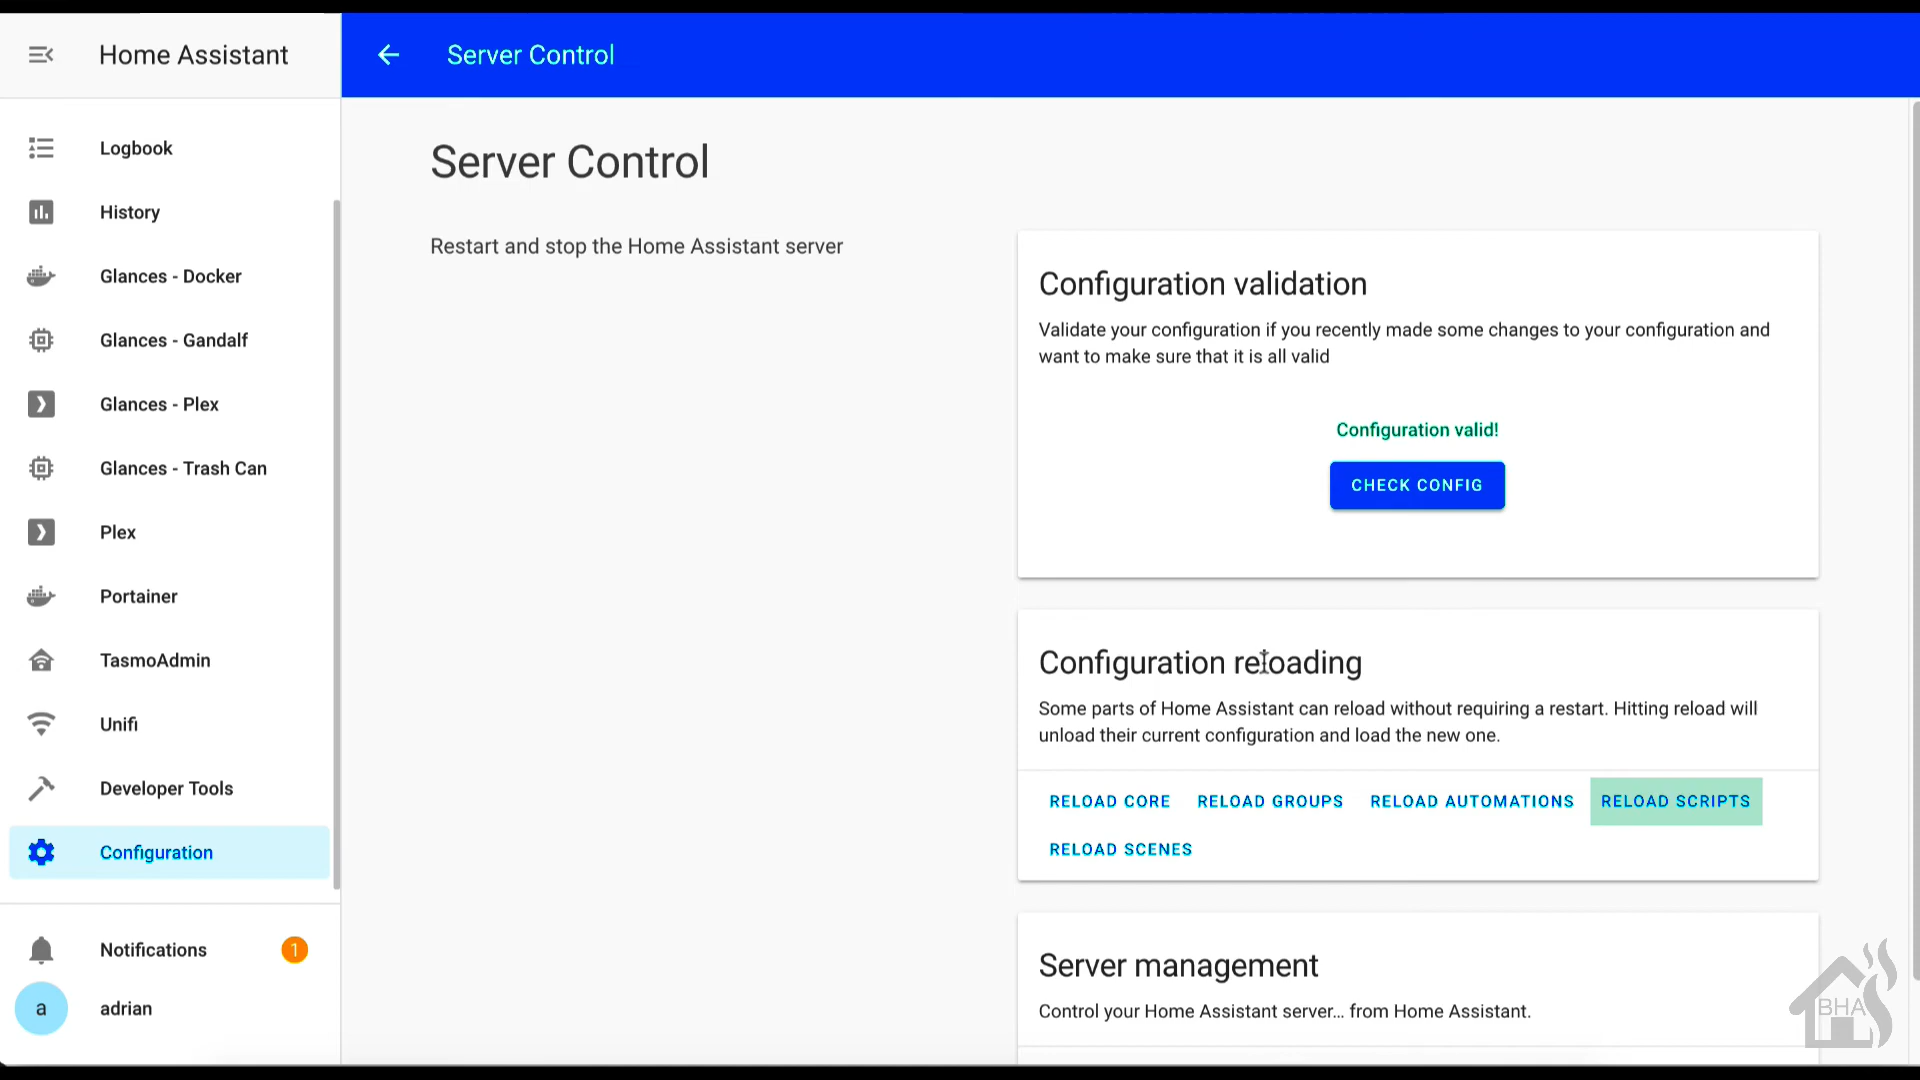 Home Assistant
Server Control
Logbook
History
Glances - Docker
Glances - Gandalf
Glances - Plex
Glances - Trash Can
Plex
Portainer
TasmoAdmin
Unifi
Developer Tools
Configuration
Notifications
1
a
adrian
Server Control
Restart and stop the Home Assistant server
Configuration validation
Validate your configuration if you recently made some changes to your configuration and
want to make sure that it is all valid
Configuration valid!
CHECK CONFIG
Configuration reloading
Some parts of Home Assistant can reload without requiring a restart. Hitting reload will
unload their current configuration and load the new one.
RELOAD CORE RELOAD GROUPS RELOAD AUTOMATIONS RELOAD SCRIPTS
RELOAD SCENES
Server management
Control your Home Assistant server... from Home Assistant.
BHA